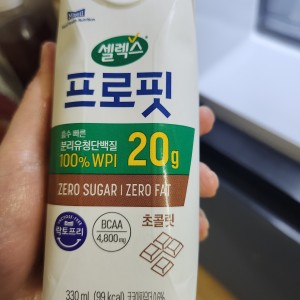 셀렉스
프로핏
흡수 빠른
분리유청단백질
100% WPI
20g
ZERO SUGAR | ZERO FAT
락토프리
BCAA
4,800mg
초콜릿
330 ml (99 kcal)